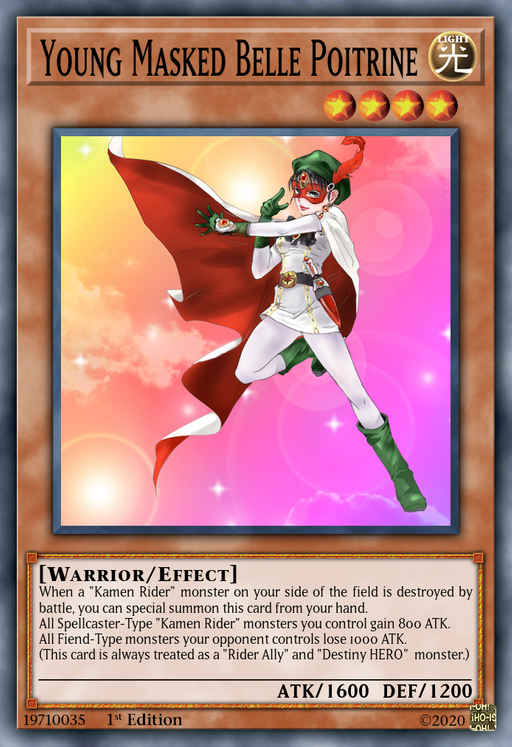 YOUNG MASKED BELLE POITRINE
LIGHT
光
[WARRIOR/EFFECT]
When a "Kamen Rider" monster on your side of the field is destroyed by
battle, you can special summon this card from your hand.
All Spellcaster-Type "Kamen Rider" monsters you control gain 800 ATK.
All Fiend-Type monsters your opponent controls lose 1000 ATK.
(This card is always treated as a "Rider Ally" and "Destiny HERO" monster.)
ATK/1600 DEF/1200
19710035 1st Edition ©2020